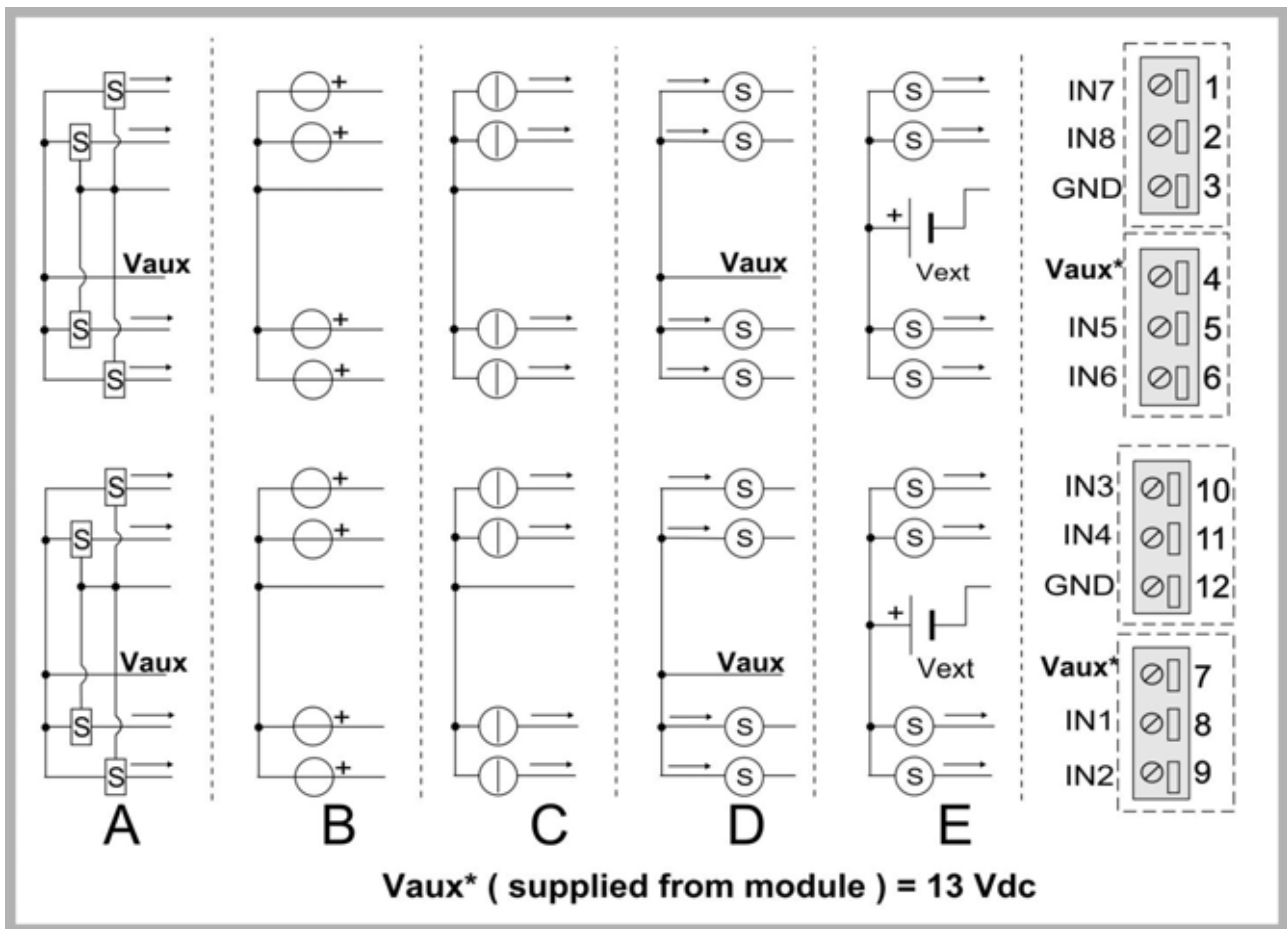 S + S S IN7 1
S + S S IN8 2
GND 3
+
Vaux Vext Vaux Vaux* 4
S + S S IN5 5
S + S S IN6 6
S + S S IN3 10
S + S S IN4 11
GND 12
+
Vaux Vaux Vext Vaux* 7
S + S S IN1 8
S + S S IN2 9
A B C D E
Vaux* ( supplied from module ) = 13 Vdc